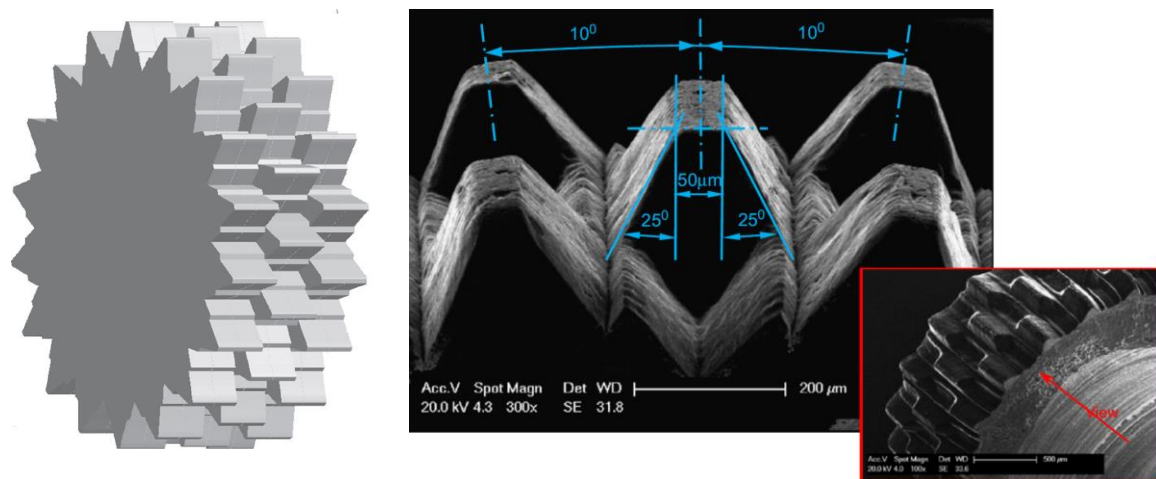 10⁰ 10⁰
50μm
25⁰ 25⁰
Acc.V Spot Magn Det WD 200 μm
20.0 kV 4.3 300x SE 31.8
View
Acc.V Spot Magn Det WD 500 μm
20.0 kV 4.0 100x SE 33.6